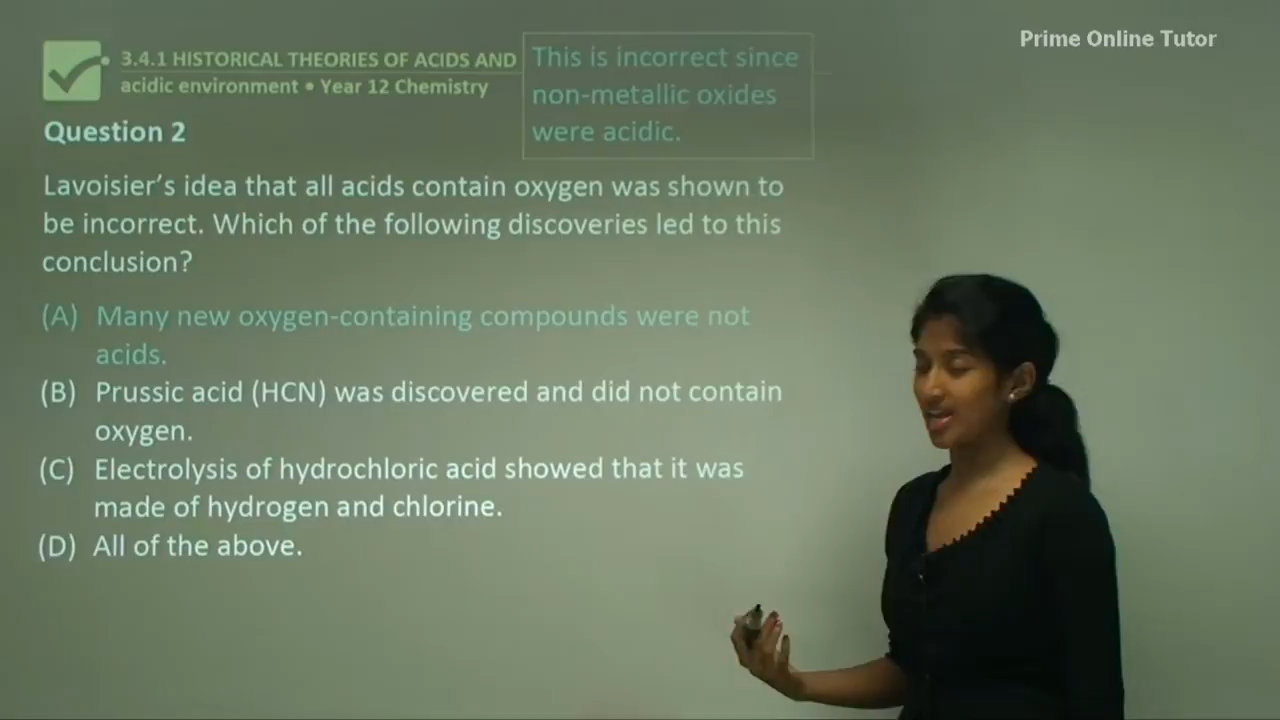 Prime Online Tutor
3.4.1 HISTORICAL THEORIES OF ACIDS AND
acidic environment • Year 12 Chemistry
This is incorrect since
non-metallic oxides
were acidic.
Question 2
Lavoisier's idea that all acids contain oxygen was shown to
be incorrect. Which of the following discoveries led to this
conclusion?
(A) Many new oxygen-containing compounds were not
acids.
(B) Prussic acid (HCN) was discovered and did not contain
oxygen.
(C) Electrolysis of hydrochloric acid showed that it was
made of hydrogen and chlorine.
(D) All of the above.